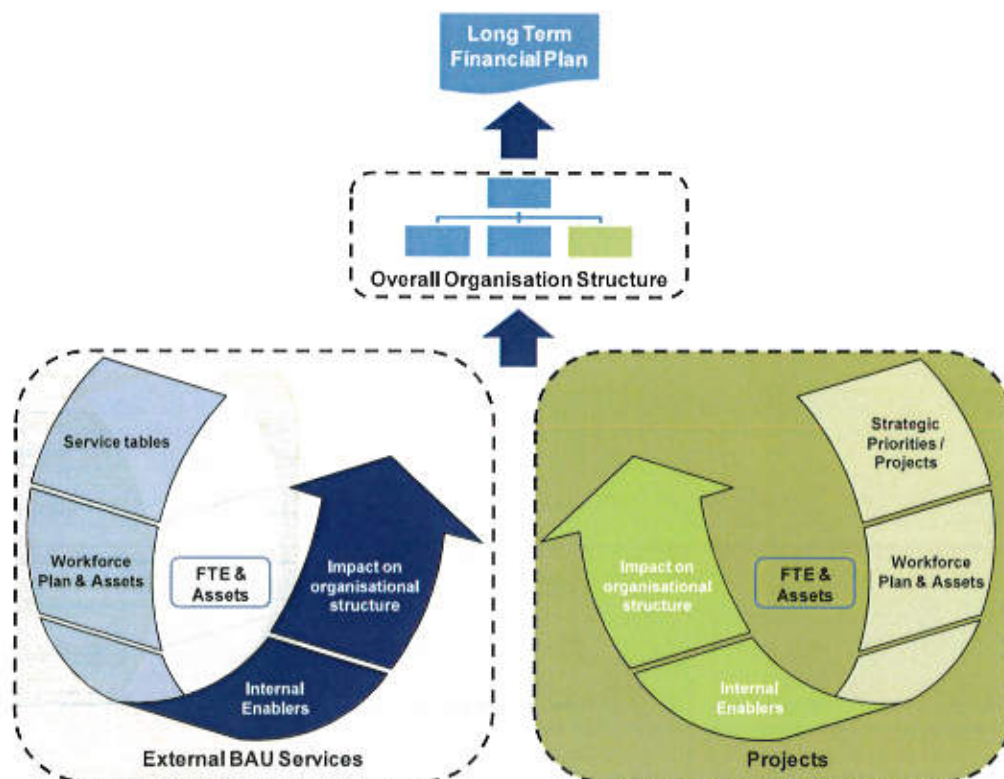 Long Term
Financial Plan
Overall Organisation Structure
Service tables
Workforce
Plan & Assets
FTE &
Assets
Impact on
organisational
structure
Internal
Enablers
External BAU Services
Strategic
Priorities /
Projects
Workforce
Plan & Assets
FTE &
Assets
Impact on
organisational
structure
Internal
Enablers
Projects